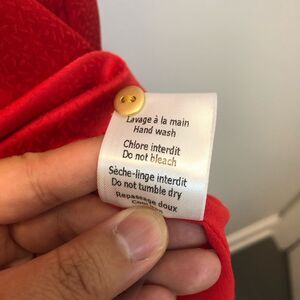 Lavage à la main
Hand wash
Chlore interdit
Do not bleach
Sèche-linge interdit
Do not tumble dry
Repassage doux